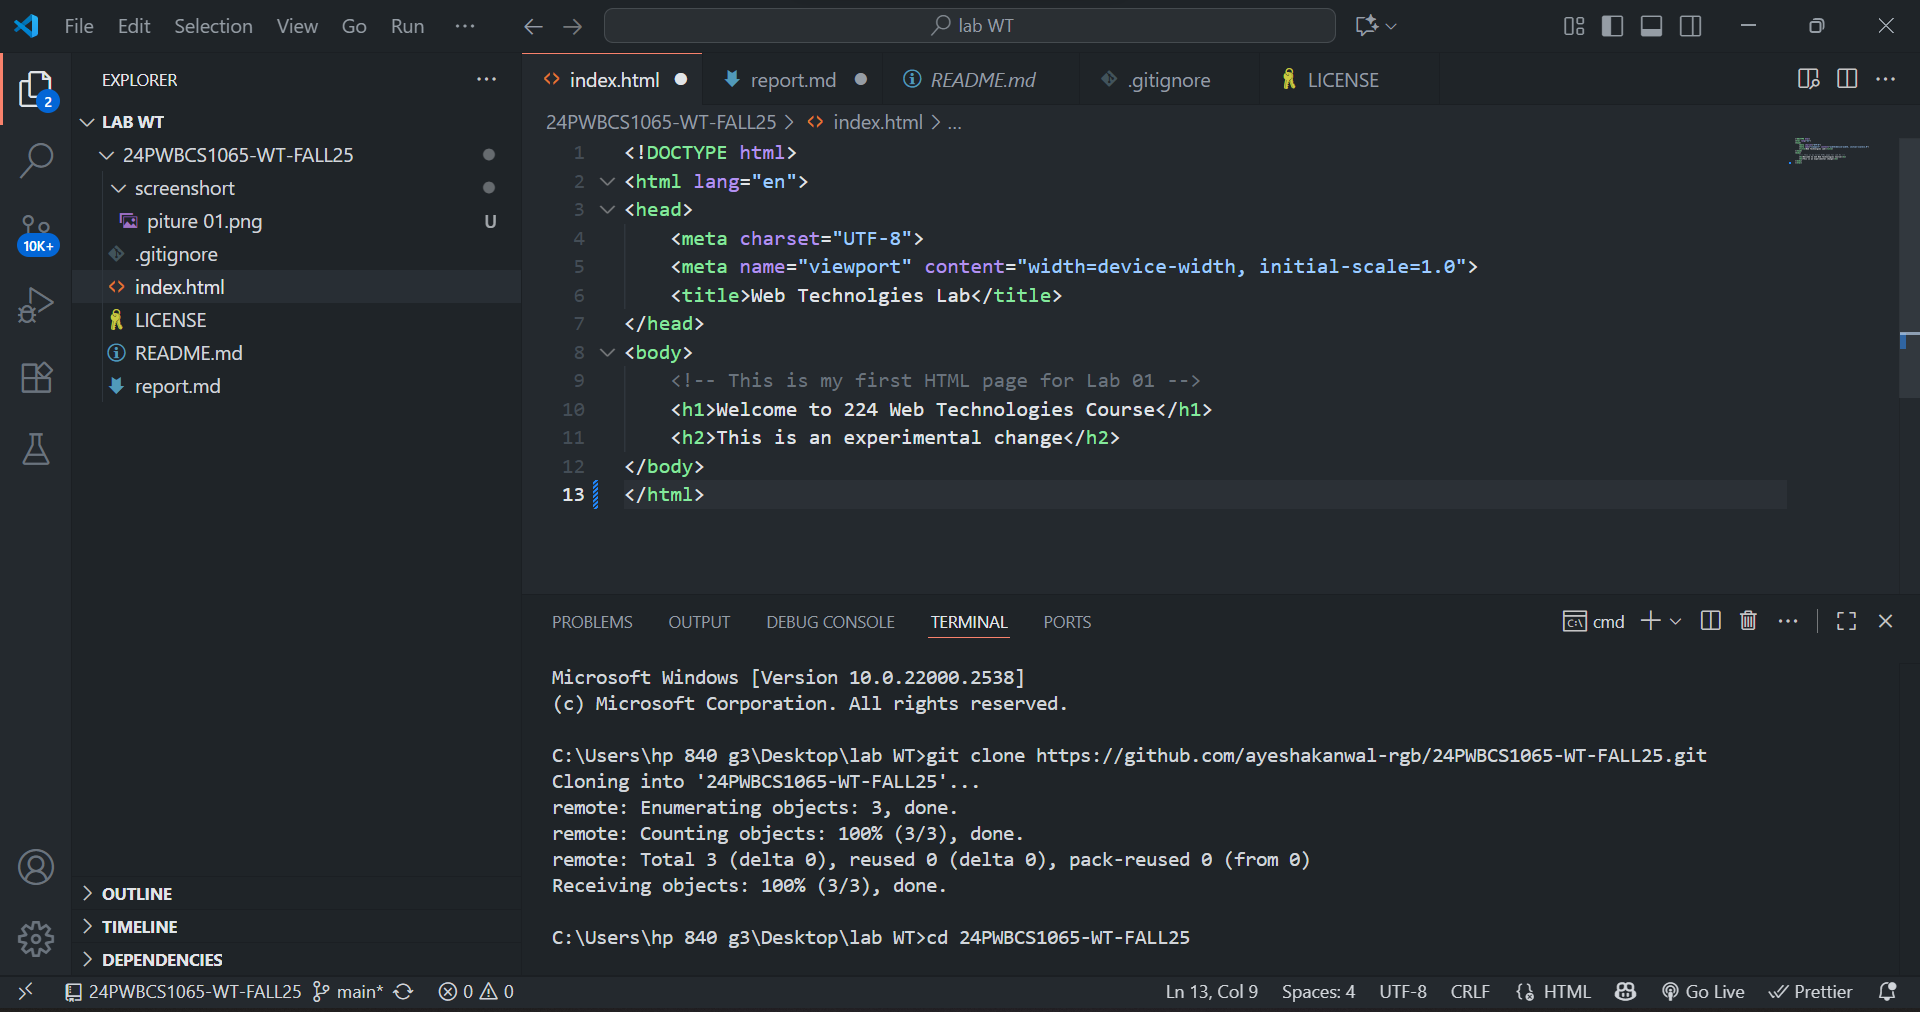 File Edit Selection View Go Run ··· lab WT
EXPLORER ···
index.html report.md README.md .gitignore LICENSE ···
2
LAB WT
24PWBCS1065-WT-FALL25 > index.html > ...
24PWBCS1065-WT-FALL25
screenshort
piture 01.png U
10K+
.gitignore
index.html
LICENSE
README.md
report.md
1 <!DOCTYPE html>
2 <html lang="en">
3 <head>
4 <meta charset="UTF-8">
5 <meta name="viewport" content="width=device-width, initial-scale=1.0">
6 <title>Web Technolgies Lab</title>
7 </head>
8 <body>
9 <!-- This is my first HTML page for Lab 01 -->
10 <h1>Welcome to 224 Web Technologies Course</h1>
11 <h2>This is an experimental change</h2>
12 </body>
13 </html>
PROBLEMS OUTPUT DEBUG CONSOLE TERMINAL PORTS cmd ···
Microsoft Windows [Version 10.0.22000.2538]
(c) Microsoft Corporation. All rights reserved.
C:\Users\hp 840 g3\Desktop\lab WT>git clone https://github.com/ayeshakanwal-rgb/24PWBCS1065-WT-FALL25.git
Cloning into '24PWBCS1065-WT-FALL25'...
remote: Enumerating objects: 3, done.
remote: Counting objects: 100% (3/3), done.
remote: Total 3 (delta 0), reused 0 (delta 0), pack-reused 0 (from 0)
Receiving objects: 100% (3/3), done.
C:\Users\hp 840 g3\Desktop\lab WT>cd 24PWBCS1065-WT-FALL25
OUTLINE
TIMELINE
DEPENDENCIES
24PWBCS1065-WT-FALL25 main* 0 0 Ln 13, Col 9 Spaces: 4 UTF-8 CRLF HTML Go Live Prettier